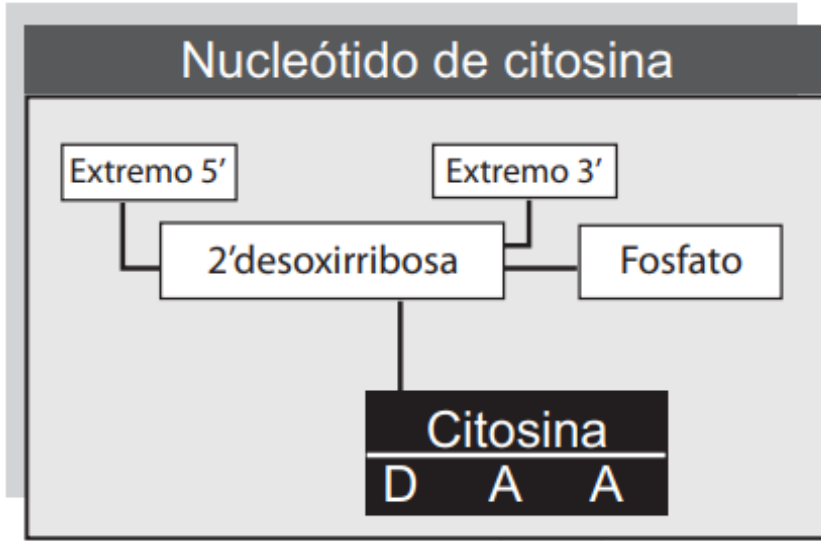 Nucleótido de citosina
Extremo 5’
Extremo 3’
2’desoxirribosa
Fosfato
Citosina
D A A